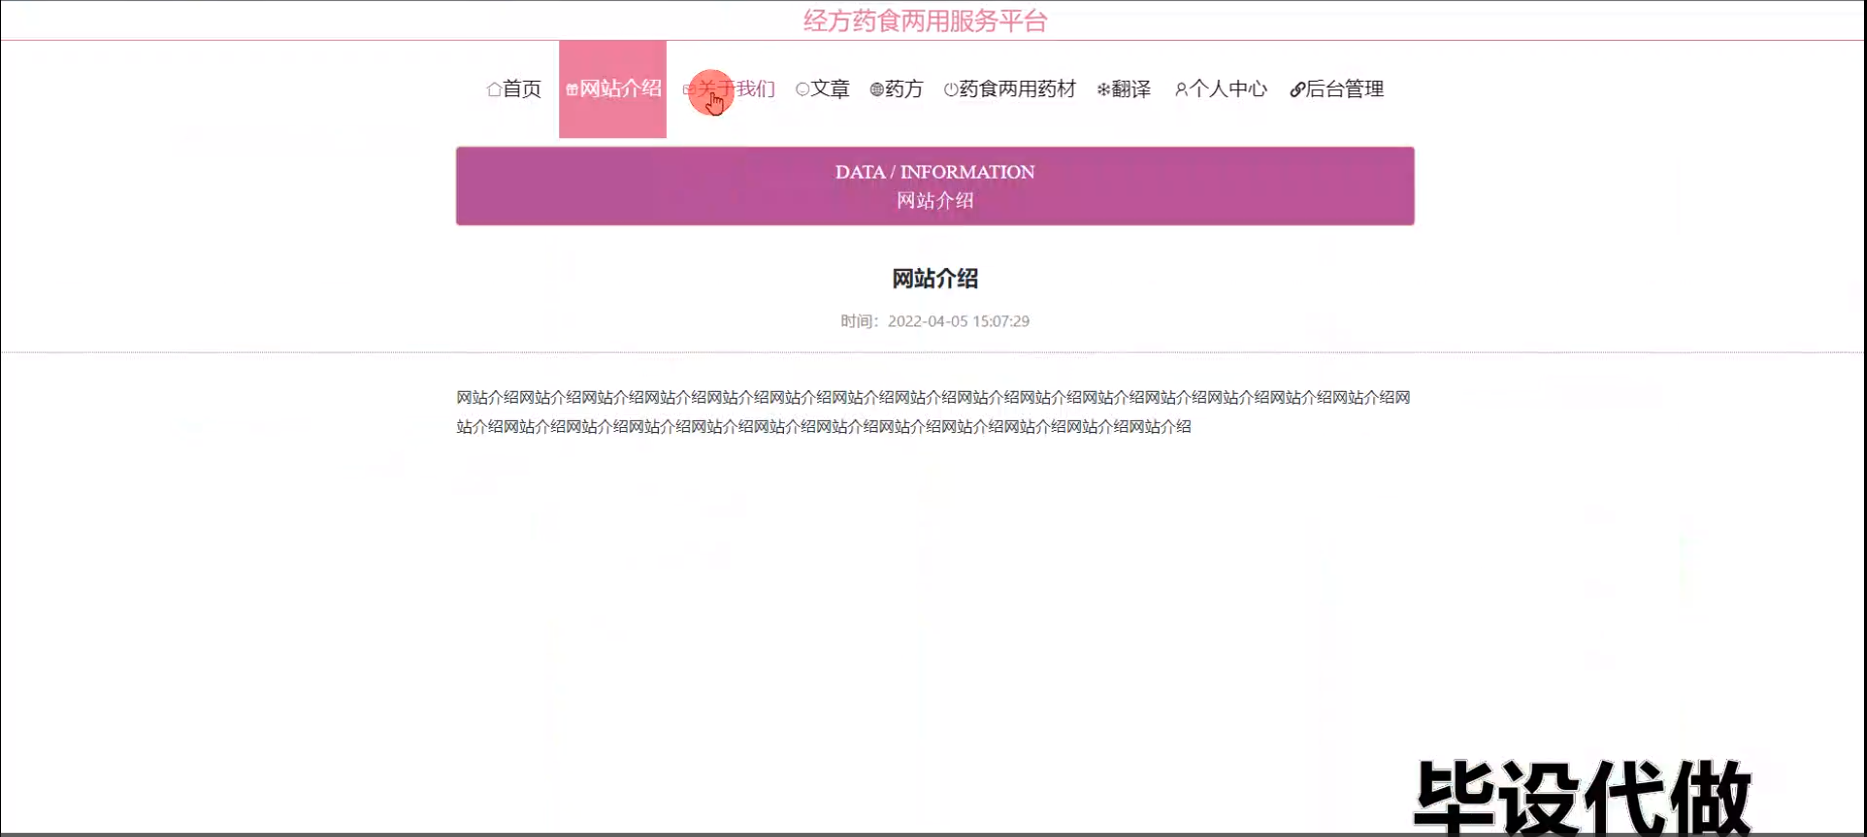 经方药食两用服务平台
首页 网站介绍 关于我们 文章 药方 药食两用药材 翻译 个人中心 后台管理
DATA / INFORMATION
网站介绍
网站介绍
时间：2022-04-05 15:07:29
网站介绍网站介绍网站介绍网站介绍网站介绍网站介绍网站介绍网站介绍网站介绍网站介绍网站介绍网站介绍网站介绍网站介绍网站介绍网
站介绍网站介绍网站介绍网站介绍网站介绍网站介绍网站介绍网站介绍网站介绍网站介绍网站介绍网站介绍
毕设代做